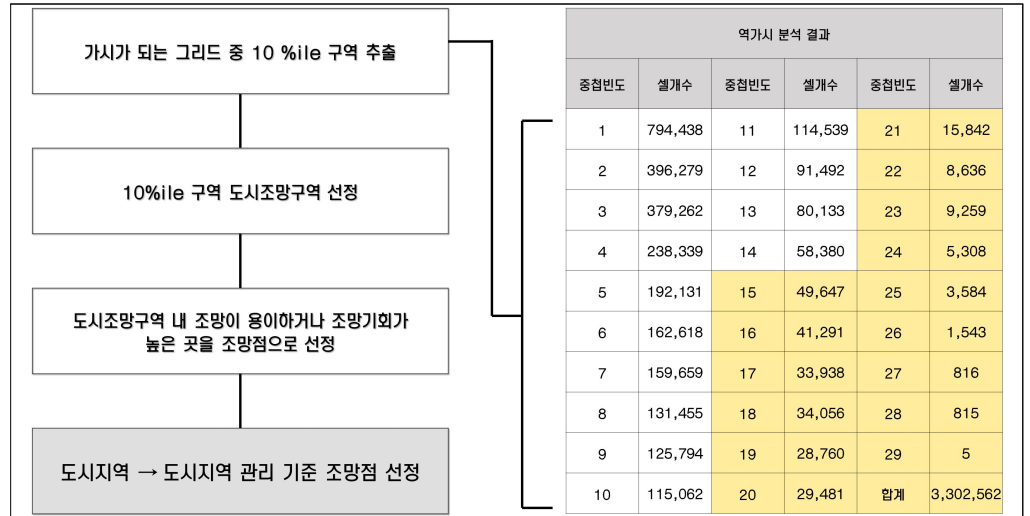 가시가 되는 그리드 중 10 %ile 구역 추출
10%ile 구역 도시조망구역 선정
도시조망구역 내 조망이 용이하거나 조망기회가
높은 곳을 조망점으로 선정
도시지역 → 도시지역 관리 기준 조망점 선정
역가시 분석 결과
중첩빈도 셀개수 중첩빈도 셀개수 중첩빈도 셀개수
1 794,438 11 114,539 21 15,842
2 396,279 12 91,492 22 8,636
3 379,262 13 80,133 23 9,259
4 238,339 14 58,380 24 5,308
5 192,131 15 49,647 25 3,584
6 162,618 16 41,291 26 1,543
7 159,659 17 33,938 27 816
8 131,455 18 34,056 28 815
9 125,794 19 28,760 29 5
10 115,062 20 29,481 합계 3,302,562